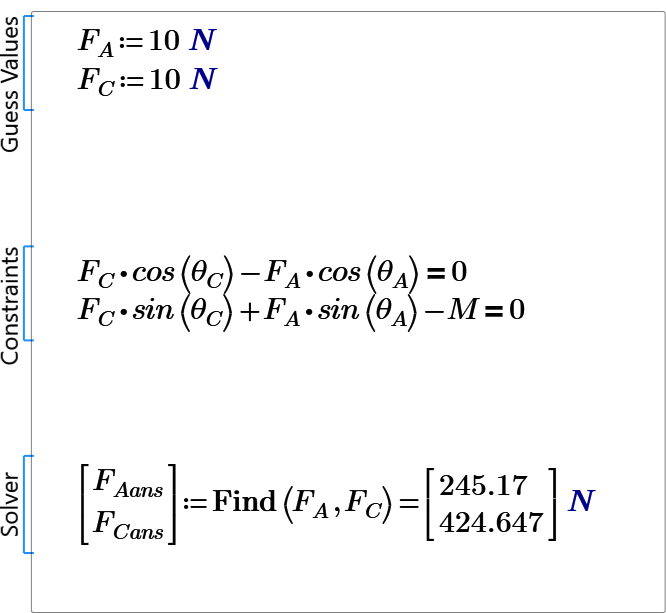 Guess Values
F_A := 10 N
F_C := 10 N
Constraints
F_C · cos(θ_C) − F_A · cos(θ_A) = 0
F_C · sin(θ_C) + F_A · sin(θ_A) − M = 0
Solver
[F_Aans; F_Cans] := Find(F_A, F_C) = [245.17; 424.647] N